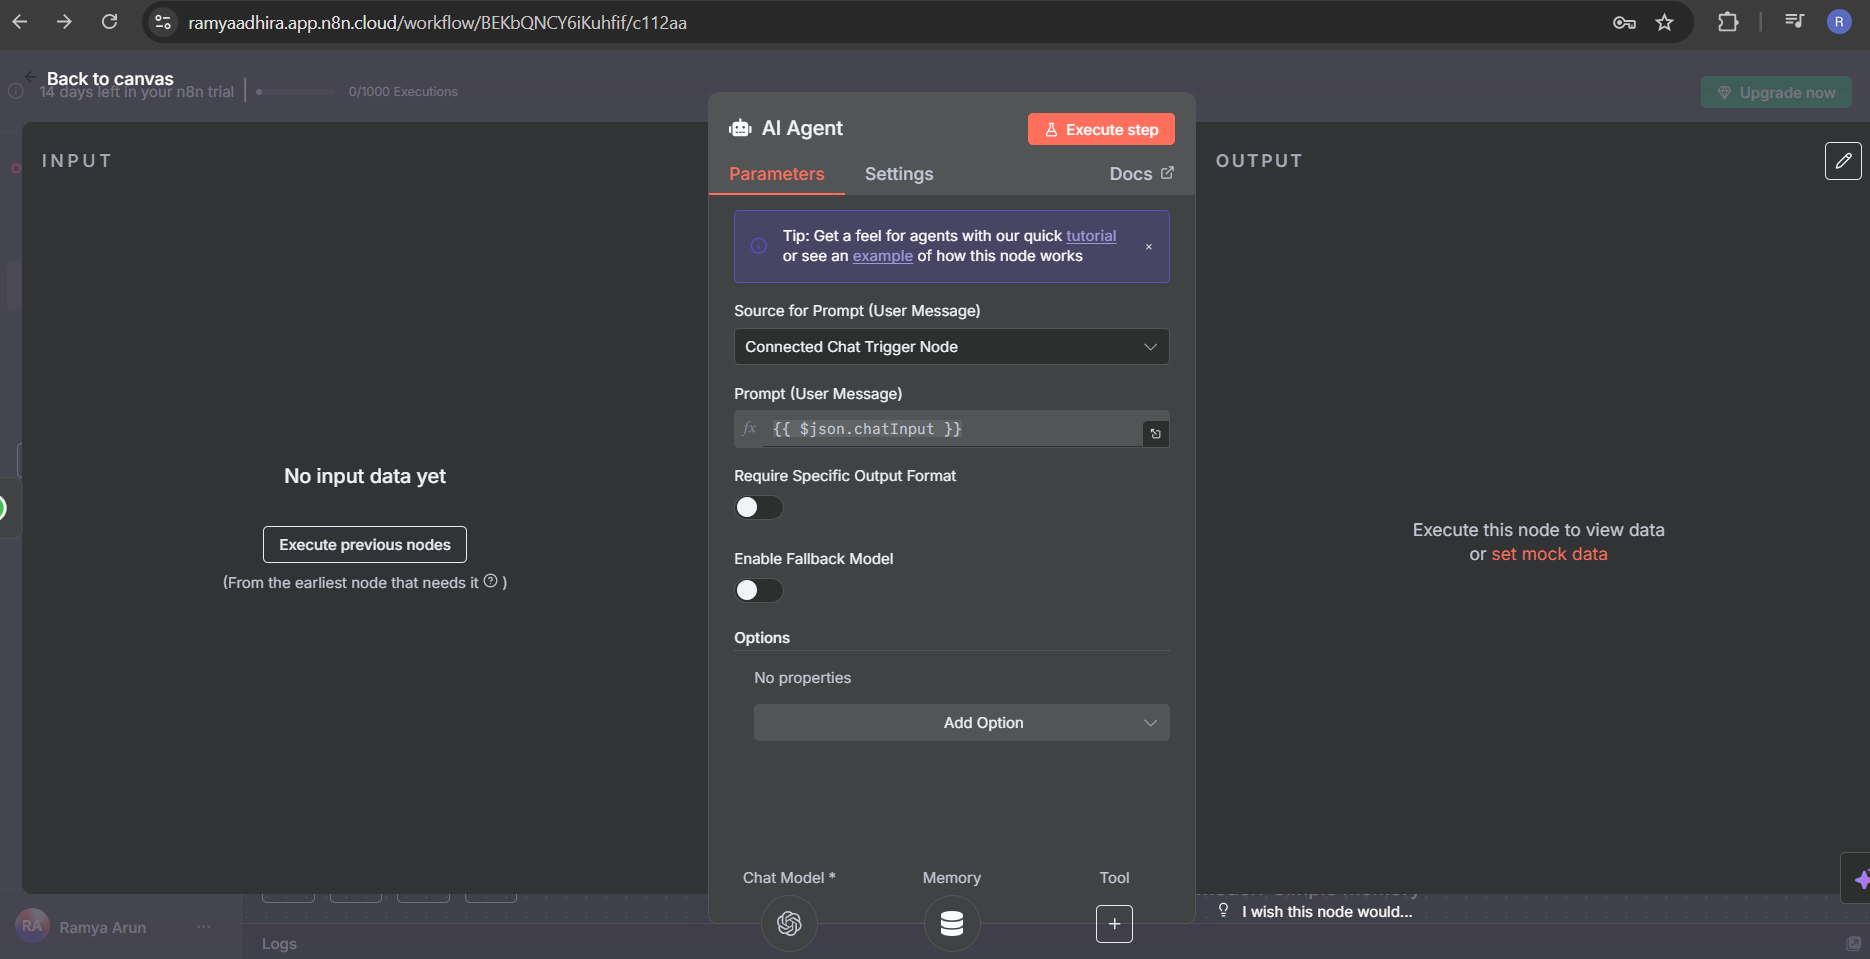 ramyaadhira.app.n8n.cloud/workflow/BEKbQNCY6iKuhfif/c112aa
R
Back to canvas
14 days left in your n8n trial
0/1000 Executions
Upgrade now
INPUT
No input data yet
Execute previous nodes
(From the earliest node that needs it ? )
AI Agent
Execute step
Parameters
Settings
Docs
Tip: Get a feel for agents with our quick tutorial
or see an example of how this node works
Source for Prompt (User Message)
Connected Chat Trigger Node
Prompt (User Message)
fx {{ $json.chatInput }}
Require Specific Output Format
Enable Fallback Model
Options
No properties
Add Option
Chat Model *
Memory
Tool
OUTPUT
Execute this node to view data
or set mock data
I wish this node would...
RA
Ramya Arun
Logs